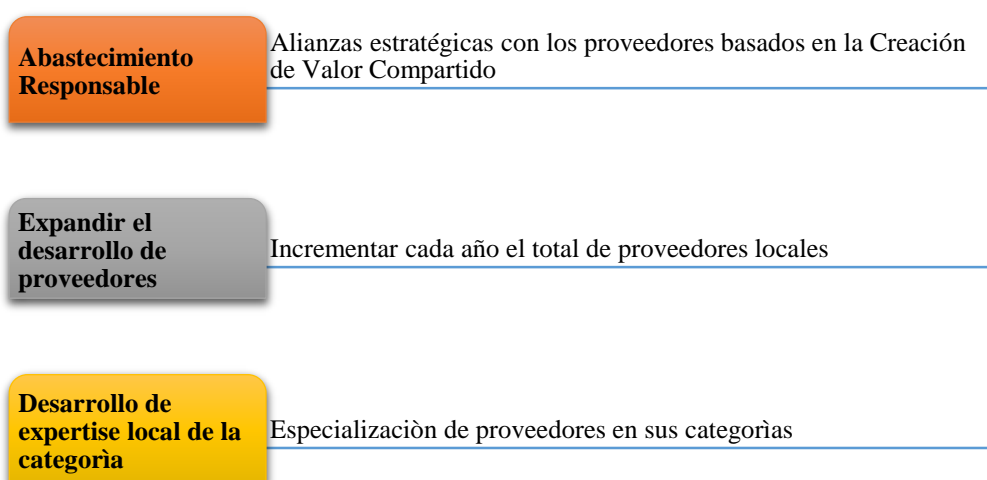 Abastecimiento
Responsable
Alianzas estratégicas con los proveedores basados en la Creación
de Valor Compartido
Expandir el
desarrollo de
proveedores
Incrementar cada año el total de proveedores locales
Desarrollo de
expertise local de la
categorìa
Especializaciòn de proveedores en sus categorìas